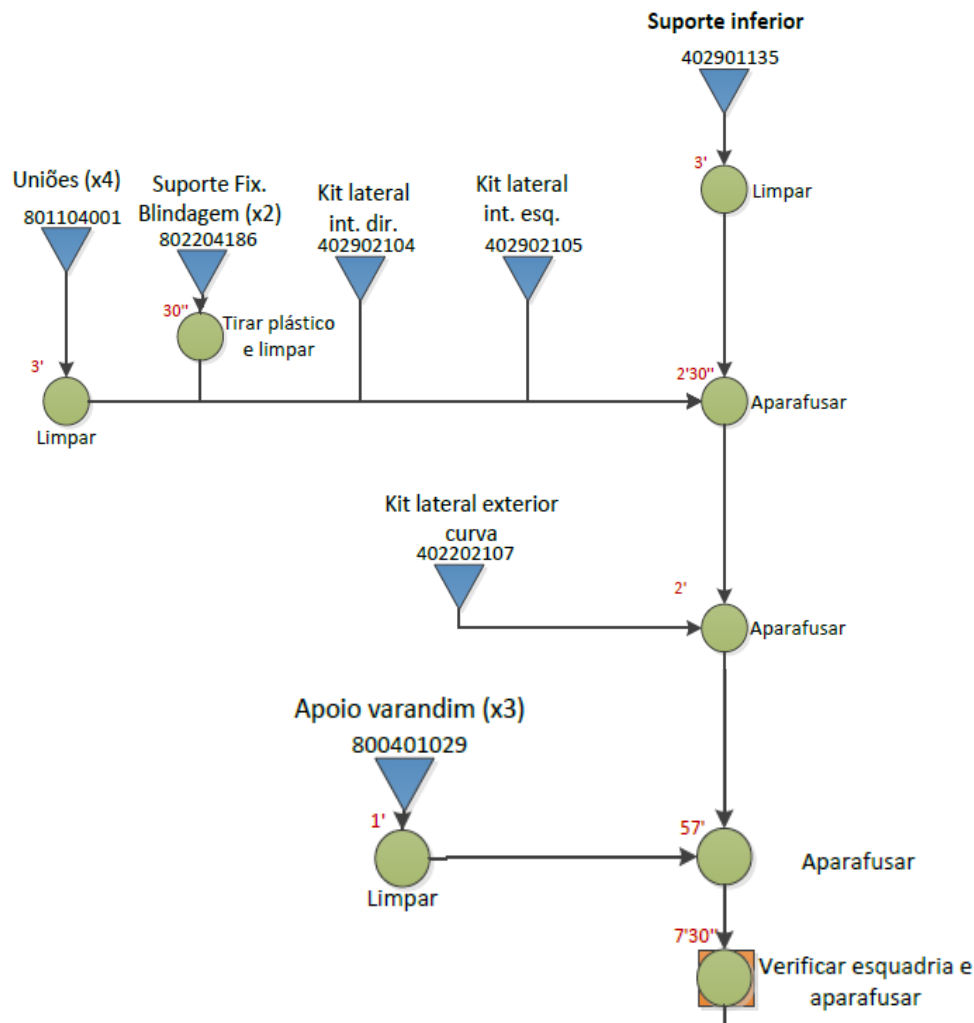 Suporte inferior
402901135
3'
Limpar
Uniões (x4)
801104001
Suporte Fix.
Blindagem (x2)
802204186
Kit lateral
int. dir.
402902104
Kit lateral
int. esq.
402902105
30''
Tirar plástico
e limpar
3'
Limpar
2'30''
Aparafusar
Kit lateral exterior
curva
402202107
2'
Aparafusar
Apoio varandim (x3)
800401029
1'
Limpar
57'
Aparafusar
7'30''
Verificar esquadria e
aparafusar